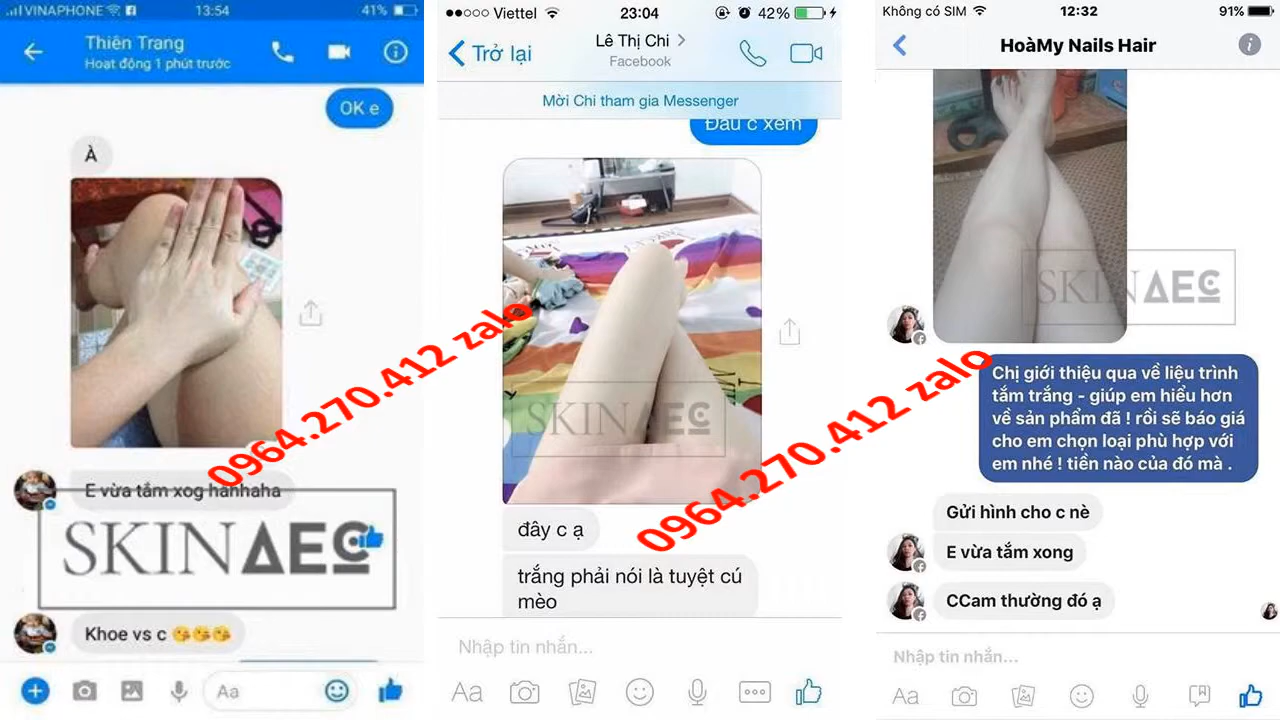 VINAPHONE
13:54
41%
Thiên Trang
Hoạt động 1 phút trước
OK e
À
E vừa tắm xog hahhaha
SKINAEC
Khoe vs c 😘😘😘
Aa
Viettel
23:04
42%
Trở lại
Lê Thị Chi
Facebook
Mời Chi tham gia Messenger
Đâu c xem
SKINAEC
đây c ạ
trắng phải nói là tuyệt cú
mèo
Nhập tin nhắn...
Aa
Không có SIM
12:32
91%
HoàMy Nails Hair
SKINAEC
Chị giới thiệu qua về liệu trình
tắm trắng - giúp em hiểu hơn
về sản phẩm đã ! rồi sẽ báo giá
cho em chọn loại phù hợp với
em nhé ! tiền nào của đó mà .
Gửi hình cho c nè
E vừa tắm xong
CCam thường đó ạ
Nhập tin nhắn...
Aa
0964.270.412 zalo
0964.270.412 zalo